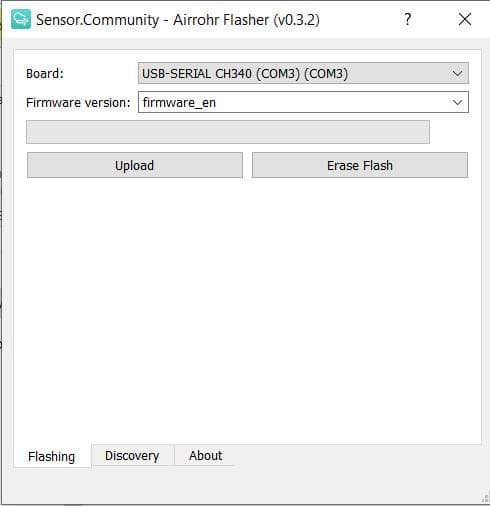 Sensor.Community - Airrohr Flasher (v0.3.2)
Board: USB-SERIAL CH340 (COM3) (COM3)
Firmware version: firmware_en
Upload Erase Flash
Flashing Discovery About